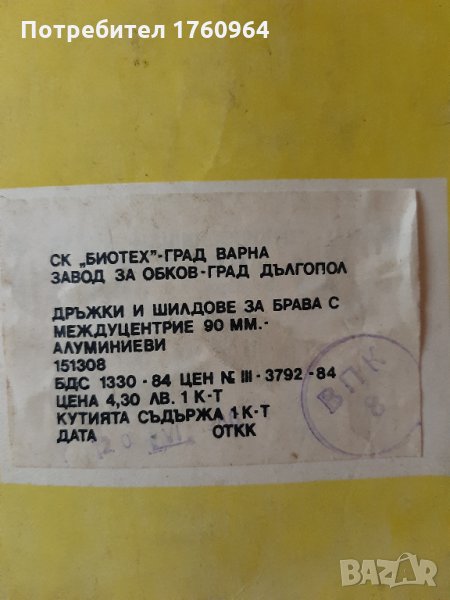 Потребител 1760964
СК „БИОТЕХ"-ГРАД ВАРНА
ЗАВОД ЗА ОБКОВ-ГРАД ДЪЛГОПОЛ
ДРЪЖКИ И ШИЛДОВЕ ЗА БРАВА С
МЕЖДУЦЕНТРИЕ 90 ММ.-
АЛУМИНИЕВИ
151308
БДС 1330-84 ЦЕН № III-3792-84
ЦЕНА 4,30 ЛВ. 1 К-Т
КУТИЯТА СЪДЪРЖА 1 К-Т
ДАТА ОТКК
20
ВПК
8
BAZAR